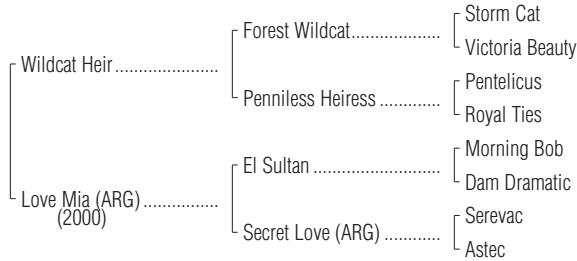 Storm Cat
Forest Wildcat...................
Victoria Beauty
Wildcat Heir ......................
Pentelicus
Penniless Heiress .............
Royal Ties
Morning Bob
El Sultan .........................
Dam Dramatic
Love Mia (ARG) ................
(2000)
Serevac
Secret Love (ARG) ............
Astec